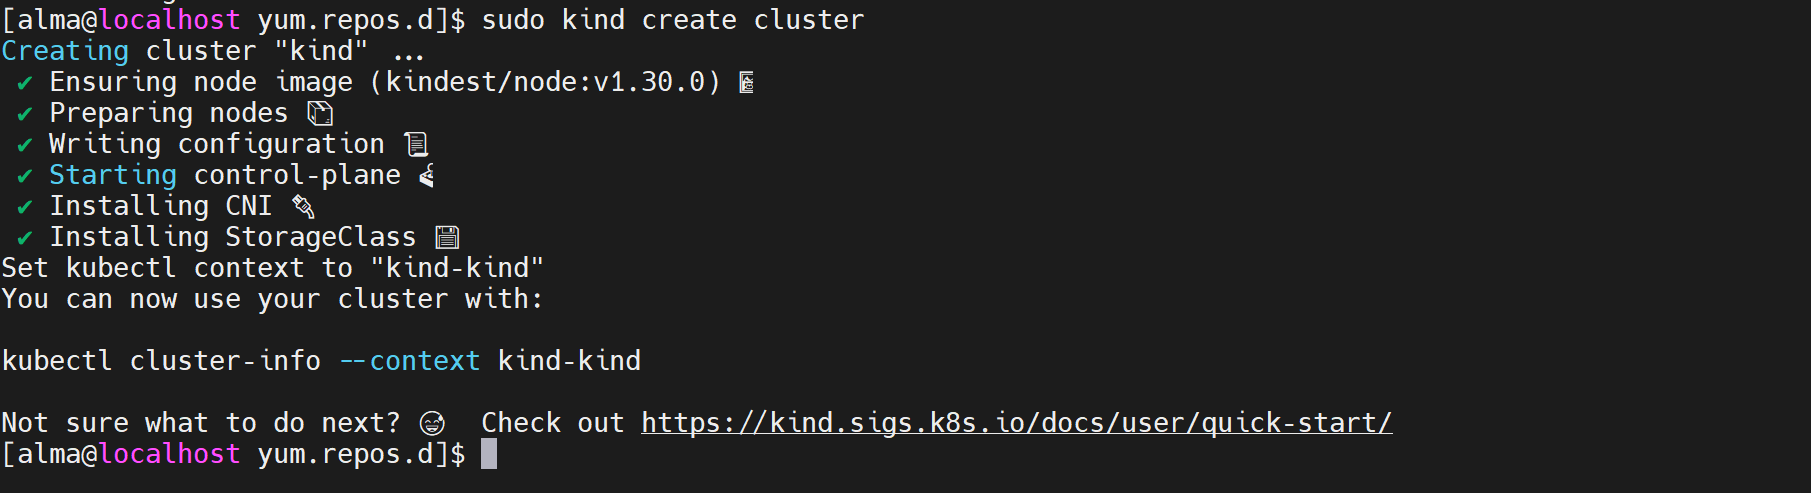 [alma@localhost yum.repos.d]$ sudo kind create cluster
Creating cluster "kind" ...
✔ Ensuring node image (kindest/node:v1.30.0) 🖼
✔ Preparing nodes 📦
✔ Writing configuration 📜
✔ Starting control-plane 🕹
✔ Installing CNI 🔌
✔ Installing StorageClass 💾
Set kubectl context to "kind-kind"
You can now use your cluster with:
kubectl cluster-info --context kind-kind
Not sure what to do next? 😅 Check out https://kind.sigs.k8s.io/docs/user/quick-start/
[alma@localhost yum.repos.d]$